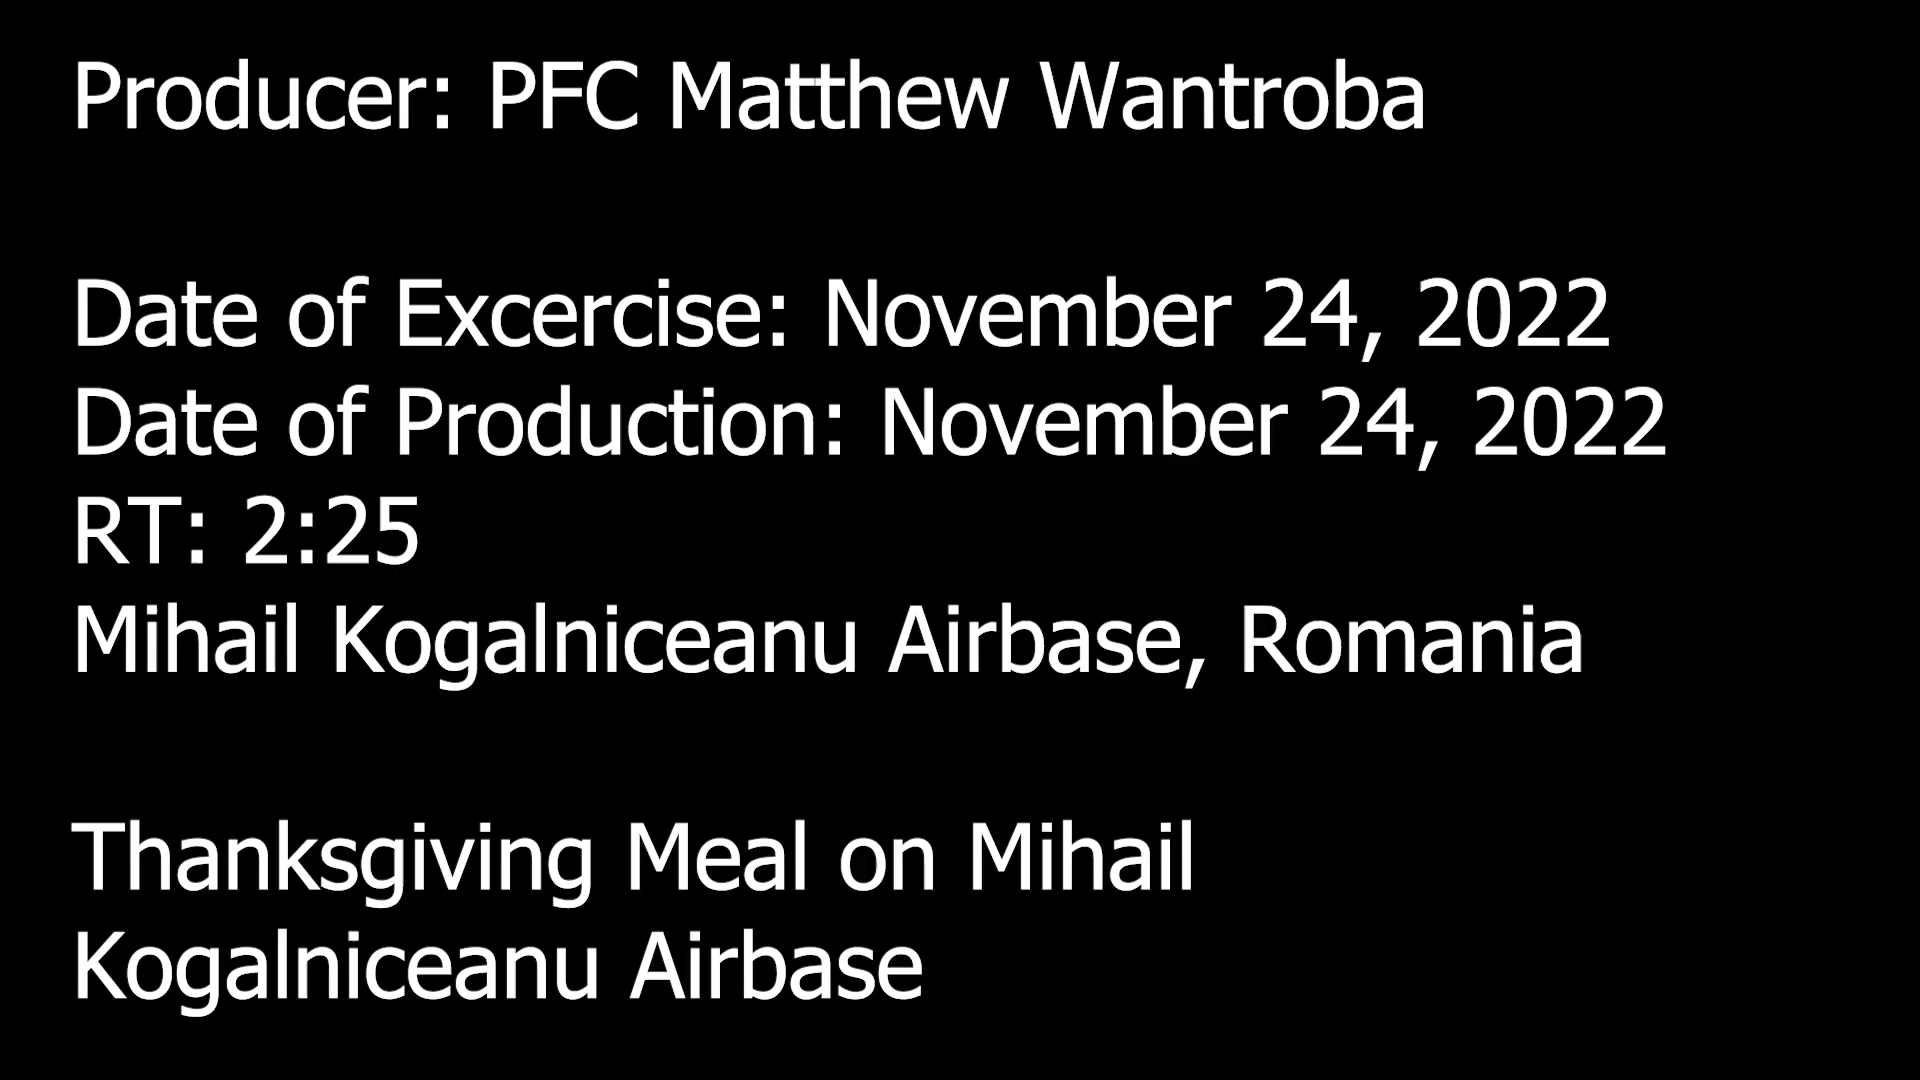 Producer: PFC Matthew Wantroba
Date of Excercise: November 24, 2022
Date of Production: November 24, 2022
RT: 2:25
Mihail Kogalniceanu Airbase, Romania
Thanksgiving Meal on Mihail
Kogalniceanu Airbase